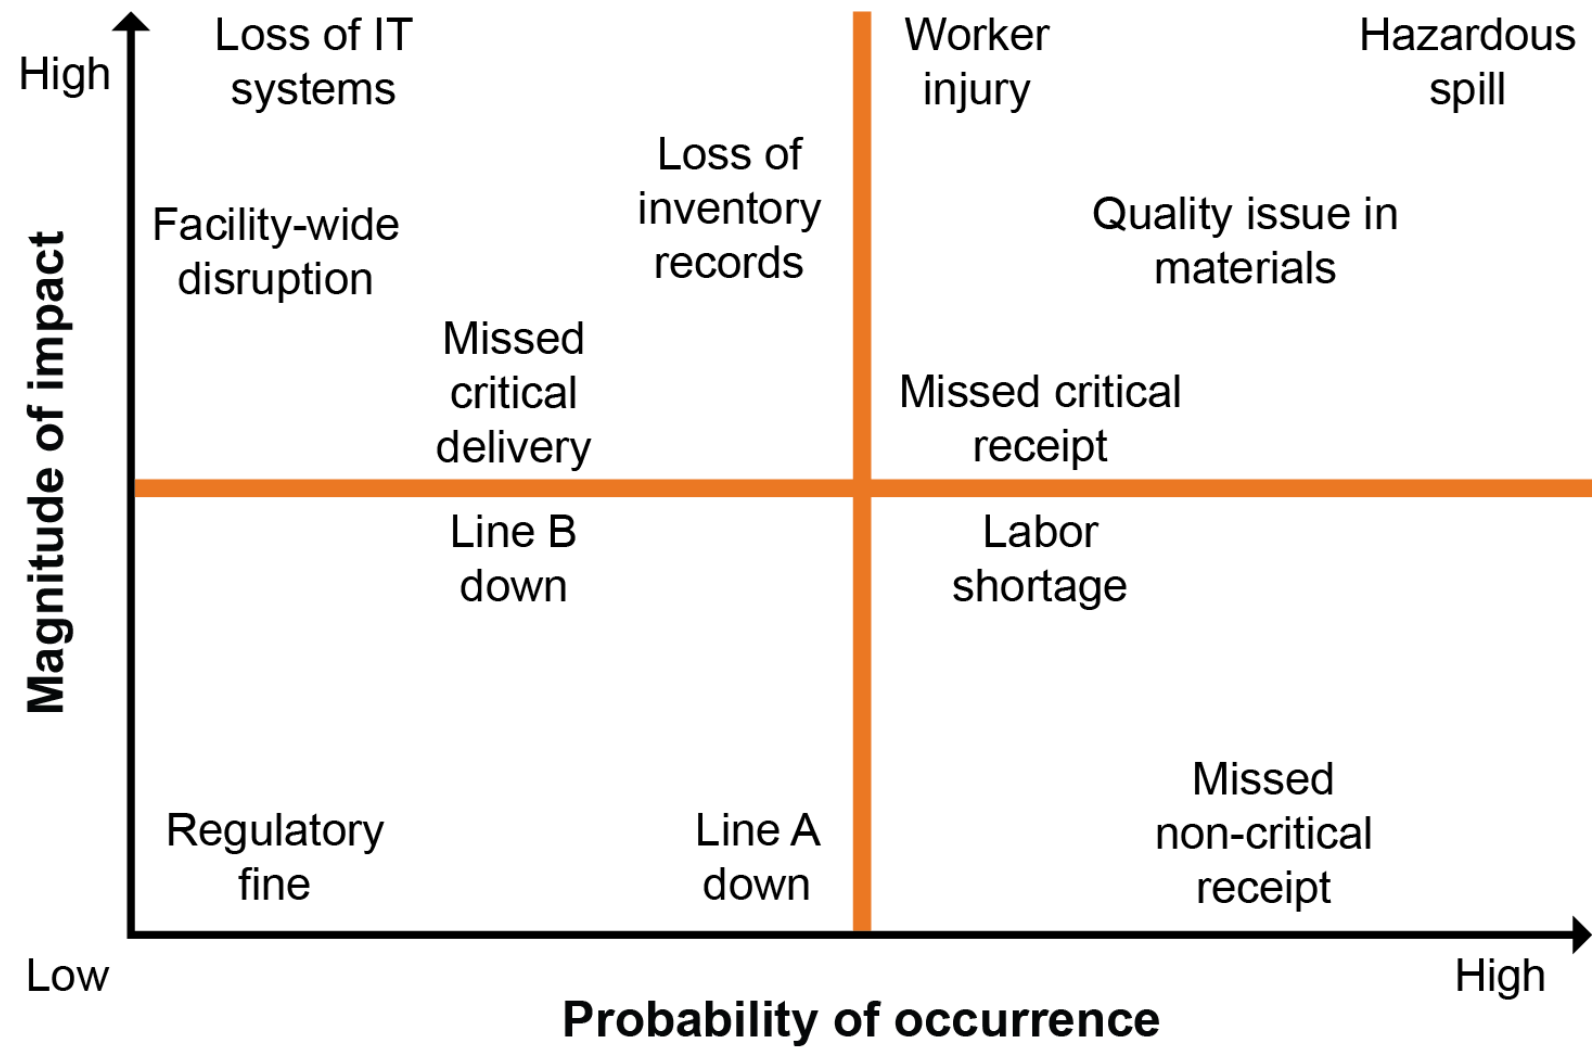 High
Magnitude of impact
Loss of IT
systems
Facility-wide
disruption
Loss of
inventory
records
Missed
critical
delivery
Worker
injury
Hazardous
spill
Quality issue in
materials
Missed critical
receipt
Line B
down
Regulatory
fine
Line A
down
Labor
shortage
Missed
non-critical
receipt
Low
High
Probability of occurrence